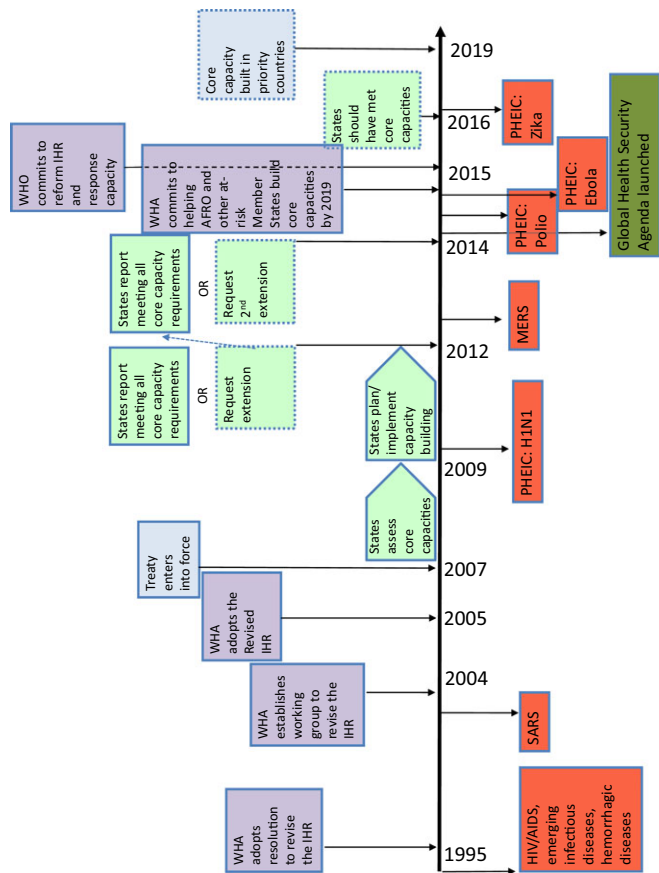 WHA
adopts
resolution
to revise
the IHR
WHA
establishes
working
group to
revise the
IHR
WHA
adopts the
Revised
IHR
Treaty
enters
into force
States
assess
core
capacities
States plan/
implement
capacity
building
States report
meeting all
core capacity
requirements
OR
Request
extension
States report
meeting all
core capacity
requirements
OR
Request
2nd
extension
WHA
commits to
helping
AFRO and
other at-
risk
Member
States build
core
capacities
by 2019
WHO
commits to
reform IHR
and
response
capacity
States
should
have met
core
capacities
Core
capacity
built in
priority
countries
1995
2004
2005
2007
2009
2012
2014
2015
2016
2019
HIV/AIDS,
emerging
infectious
diseases,
hemorrhagic
diseases
SARS
PHEIC: H1N1
MERS
PHEIC:
Polio
PHEIC:
Ebola
PHEIC:
Zika
Global Health Security
Agenda launched